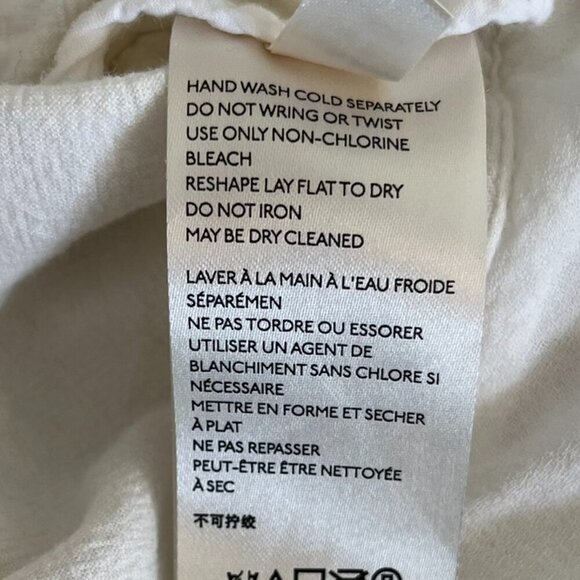 HAND WASH COLD SEPARATELY
DO NOT WRING OR TWIST
USE ONLY NON-CHLORINE
BLEACH
RESHAPE LAY FLAT TO DRY
DO NOT IRON
MAY BE DRY CLEANED
LAVER À LA MAIN À L'EAU FROIDE
SÉPARÉMEN
NE PAS TORDRE OU ESSORER
UTILISER UN AGENT DE
BLANCHIMENT SANS CHLORE SI
NÉCESSAIRE
METTRE EN FORME ET SECHER
À PLAT
NE PAS REPASSER
PEUT-ÊTRE ÊTRE NETTOYÉE
À SEC
不可拧绞